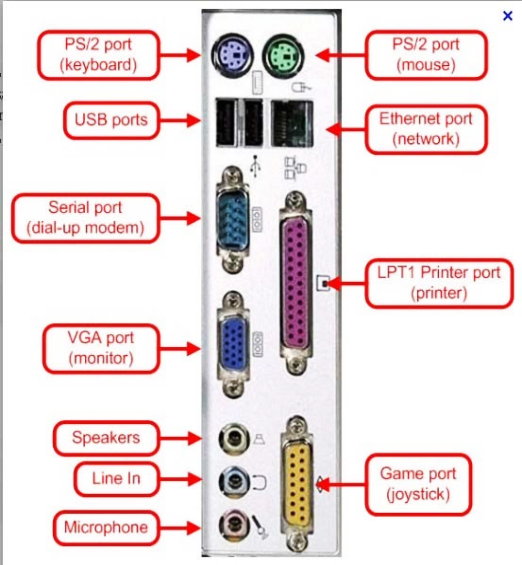 PS/2 port
(keyboard)
PS/2 port
(mouse)
USB ports
Ethernet port
(network)
Serial port
(dial-up modem)
LPT1 Printer port
(printer)
VGA port
(monitor)
Speakers
Line In
Game port
(joystick)
Microphone